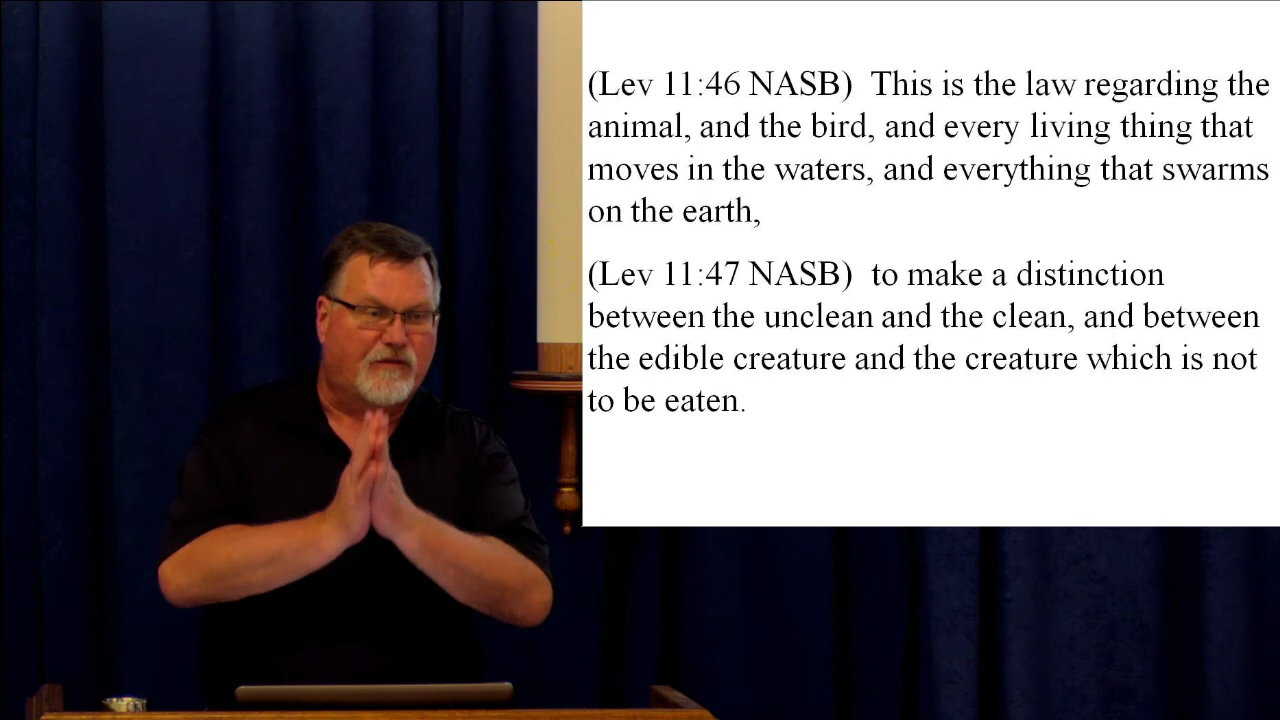 (Lev 11:46 NASB)  This is the law regarding the
animal, and the bird, and every living thing that
moves in the waters, and everything that swarms
on the earth,
(Lev 11:47 NASB)  to make a distinction
between the unclean and the clean, and between
the edible creature and the creature which is not
to be eaten.